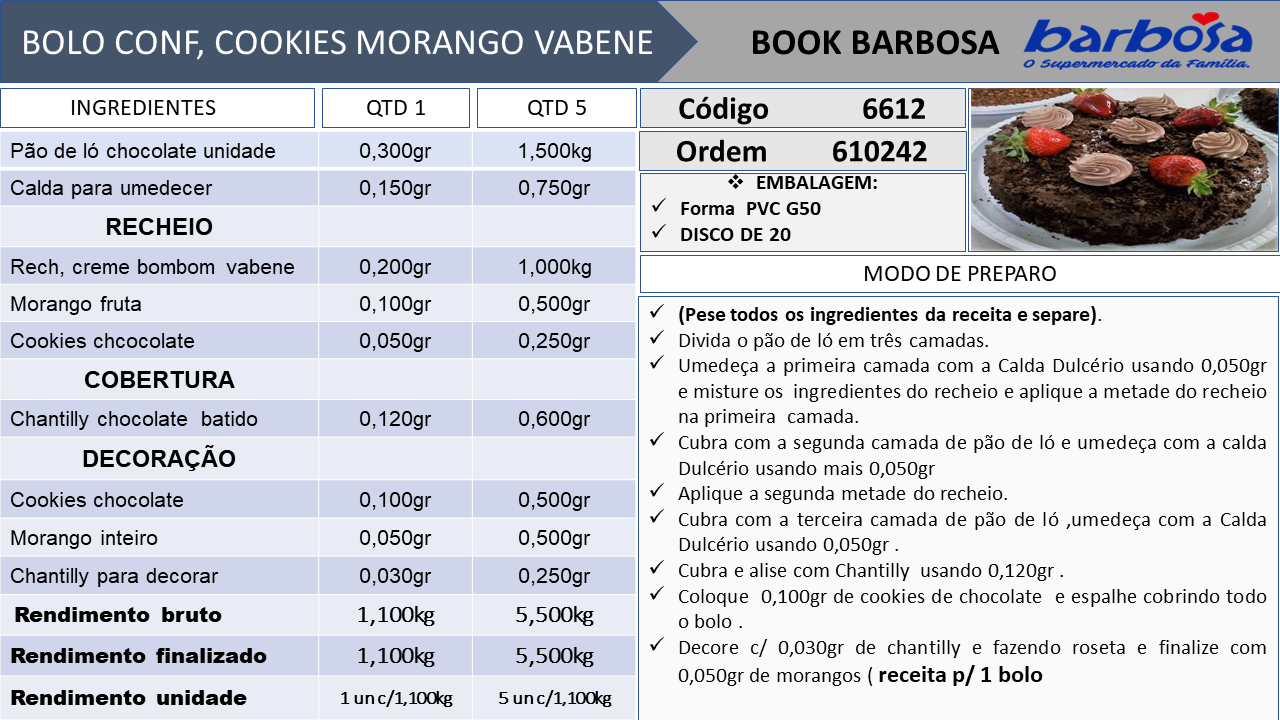 BOLO CONF, COOKIES MORANGO VABENE
BOOK BARBOSA
barbosa
O Supermercado da Família.
INGREDIENTES QTD 1 QTD 5
Pão de ló chocolate unidade 0,300gr 1,500kg
Calda para umedecer 0,150gr 0,750gr
RECHEIO
Rech, creme bombom vabene 0,200gr 1,000kg
Morango fruta 0,100gr 0,500gr
Cookies chcocolate 0,050gr 0,250gr
COBERTURA
Chantilly chocolate batido 0,120gr 0,600gr
DECORAÇÃO
Cookies chocolate 0,100gr 0,500gr
Morango inteiro 0,050gr 0,500gr
Chantilly para decorar 0,030gr 0,250gr
Rendimento bruto 1,100kg 5,500kg
Rendimento finalizado 1,100kg 5,500kg
Rendimento unidade 1 un c/1,100kg 5 un c/1,100kg
Código 6612
Ordem 610242
❖ EMBALAGEM:
✓ Forma PVC G50
✓ DISCO DE 20
MODO DE PREPARO
✓ (Pese todos os ingredientes da receita e separe).
✓ Divida o pão de ló em três camadas.
✓ Umedeça a primeira camada com a Calda Dulcério usando 0,050gr
e misture os ingredientes do recheio e aplique a metade do recheio
na primeira camada.
✓ Cubra com a segunda camada de pão de ló e umedeça com a calda
Dulcério usando mais 0,050gr
✓ Aplique a segunda metade do recheio.
✓ Cubra com a terceira camada de pão de ló ,umedeça com a Calda
Dulcério usando 0,050gr .
✓ Cubra e alise com Chantilly usando 0,120gr .
✓ Coloque 0,100gr de cookies de chocolate e espalhe cobrindo todo
o bolo .
✓ Decore c/ 0,030gr de chantilly e fazendo roseta e finalize com
0,050gr de morangos ( receita p/ 1 bolo